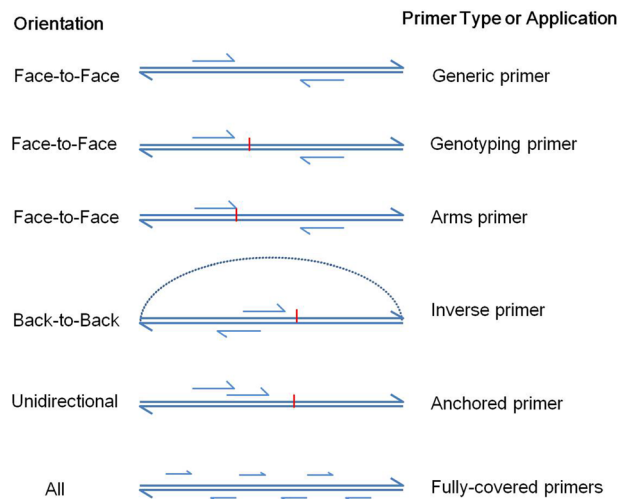 Orientation Primer Type or Application
Face-to-Face Generic primer
Face-to-Face Genotyping primer
Face-to-Face Arms primer
Back-to-Back Inverse primer
Unidirectional Anchored primer
All Fully-covered primers